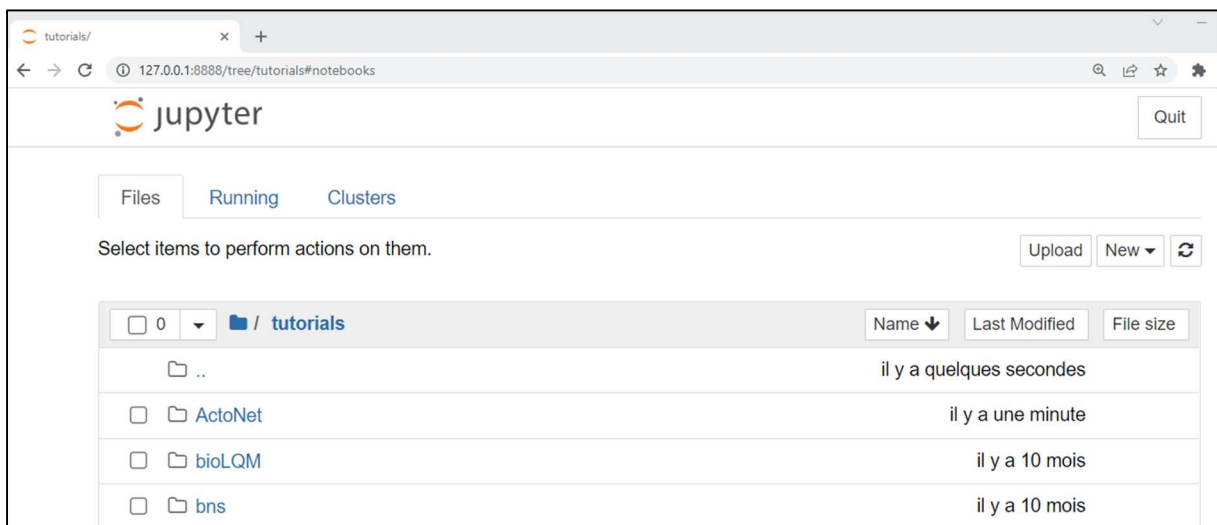 tutorials/
127.0.0.1:8888/tree/tutorials#notebooks
jupyter Quit
Files Running Clusters
Select items to perform actions on them. Upload New
0 / tutorials Name Last Modified File size
.. il y a quelques secondes
ActoNet il y a une minute
bioLQM il y a 10 mois
bns il y a 10 mois